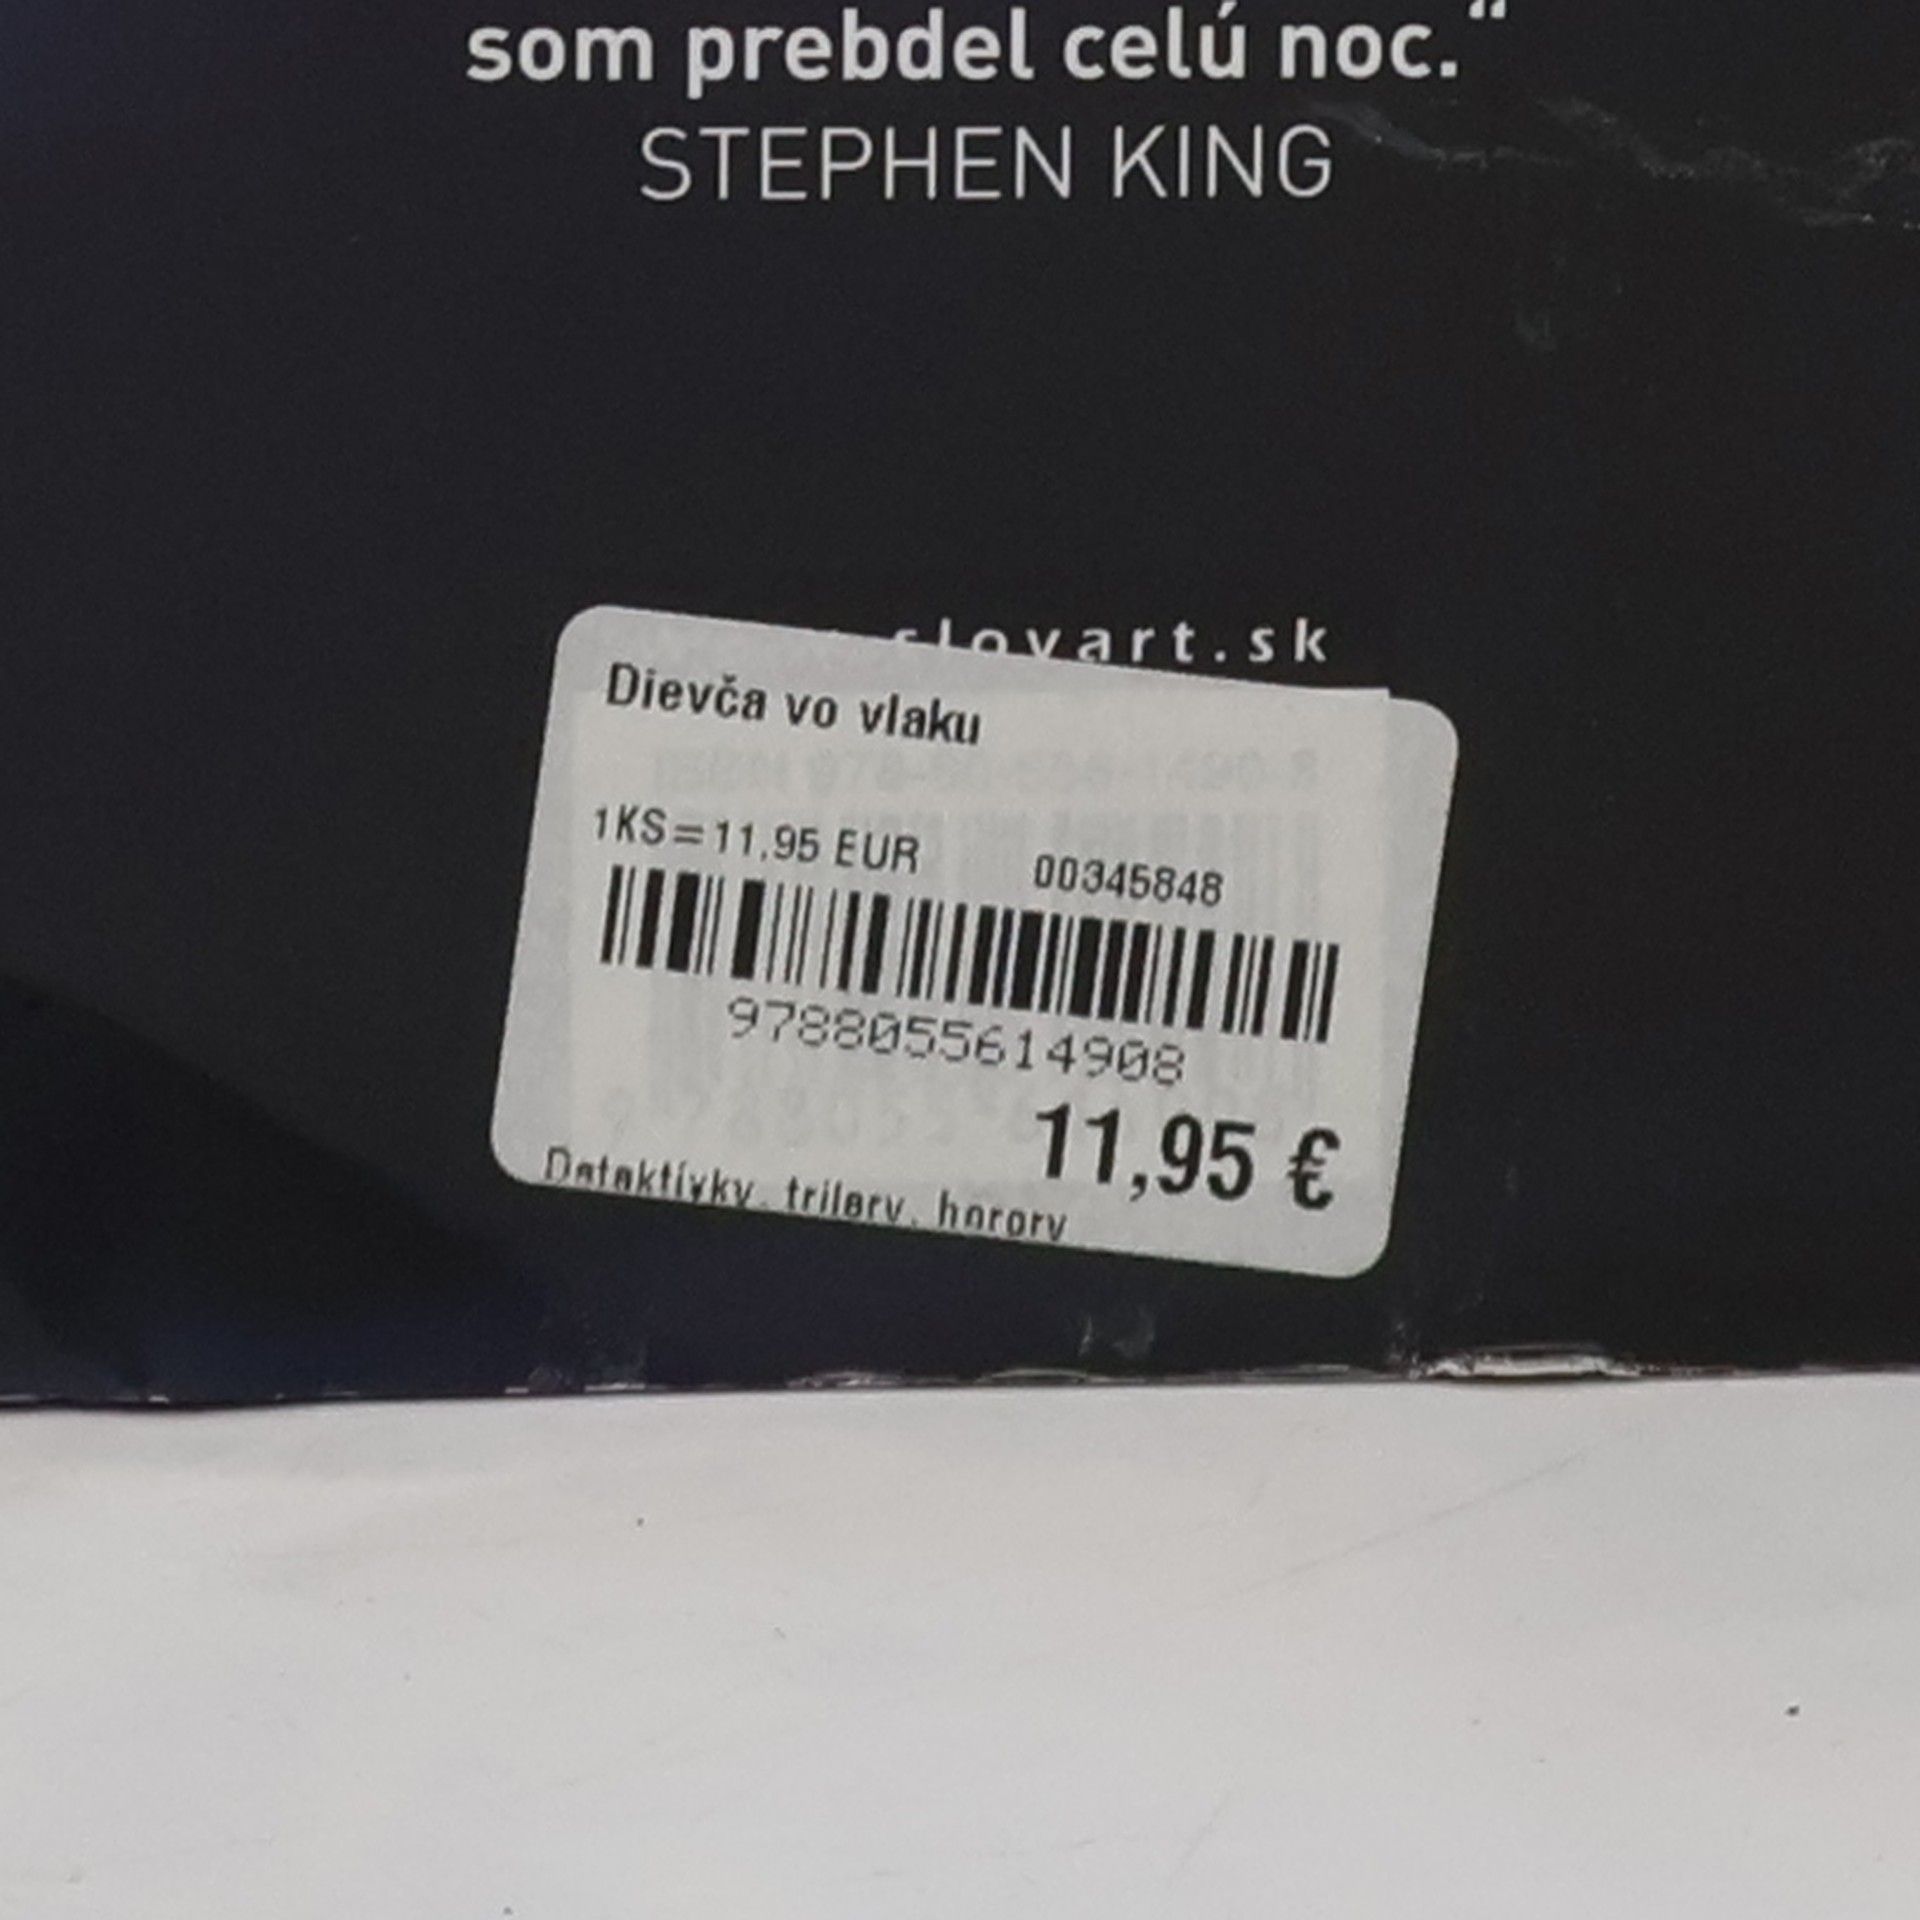 som prebdel celú noc.“
STEPHEN KING
slovart.sk
Dievča vo vlaku
1KS=11,95 EUR 00345848
9788055614908
11,95 €
Detektívky, trilery, horory